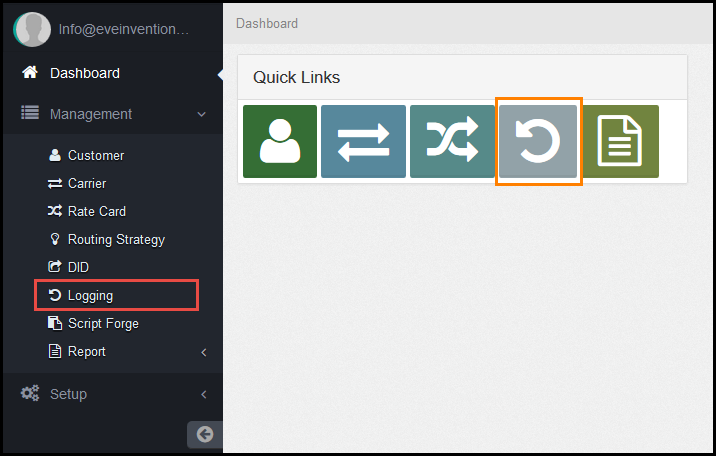 Info@eveinvention...
Dashboard
Management
Customer
Carrier
Rate Card
Routing Strategy
DID
Logging
Script Forge
Report
Setup
Dashboard
Quick Links